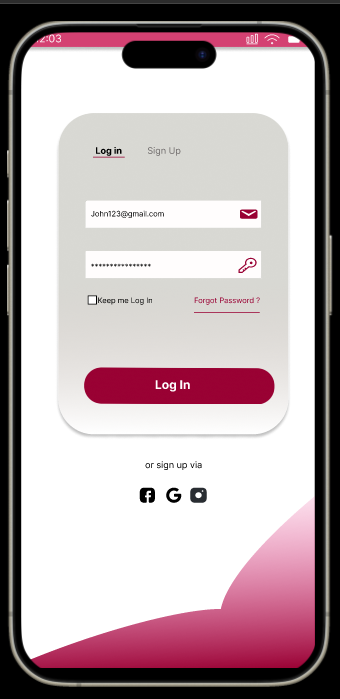 2:03
Log in Sign Up
John123@gmail.com
****************
Keep me Log In Forgot Password ?
Log In
or sign up via